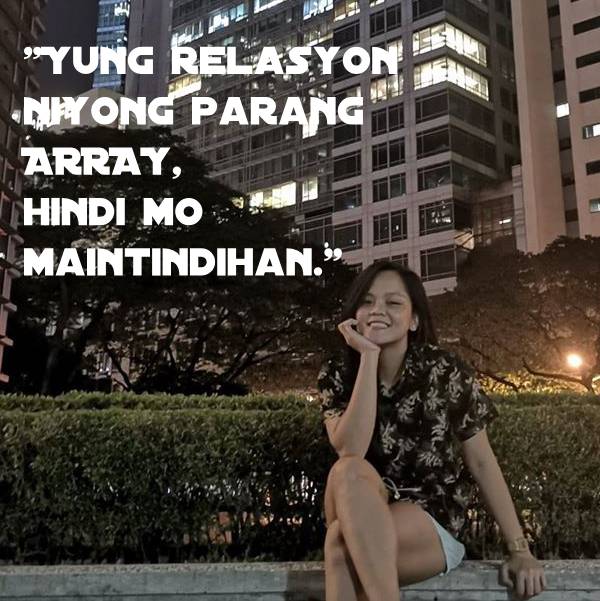 "YUNG RELASYON
NIYONG PARANG
ARRAY,
HINDI MO
MAINTINDIHAN."